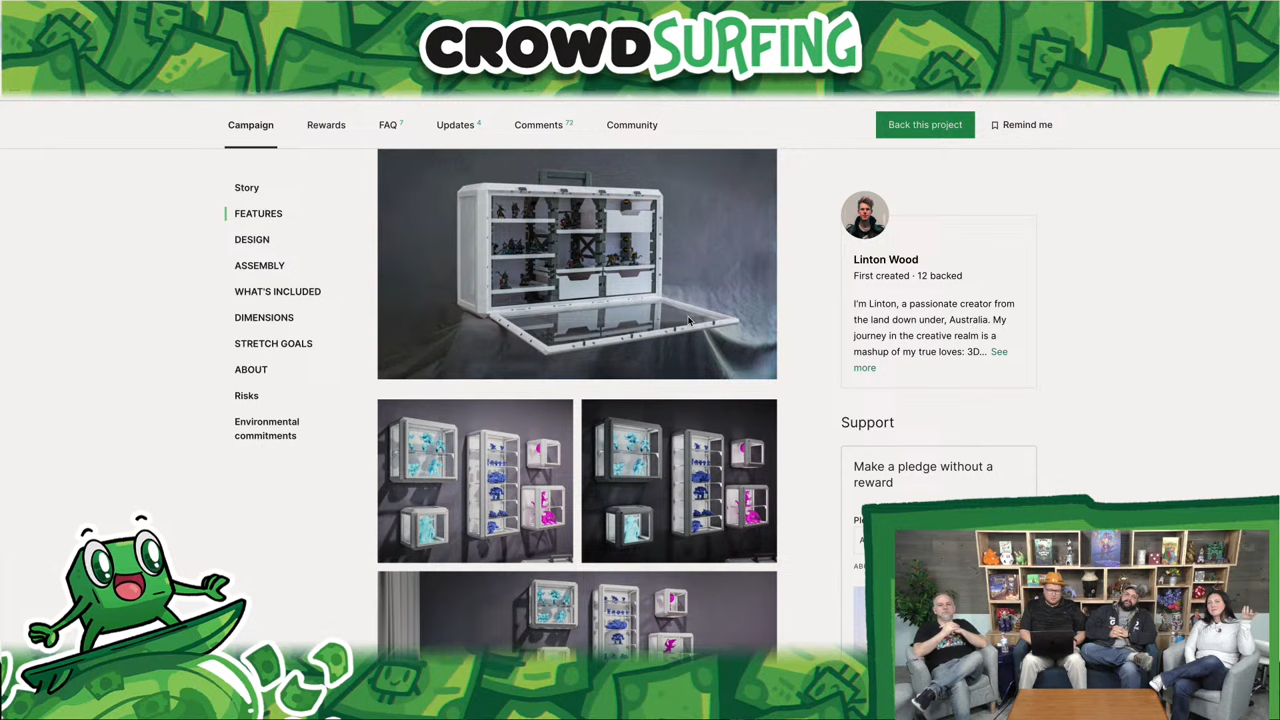 CROWDSURFING
Campaign
Rewards
FAQ 7
Updates 4
Comments 72
Community
Back this project
Remind me
Story
FEATURES
DESIGN
ASSEMBLY
WHAT'S INCLUDED
DIMENSIONS
STRETCH GOALS
ABOUT
Risks
Environmental
commitments
Linton Wood
First created · 12 backed
I'm Linton, a passionate creator from
the land down under, Australia. My
journey in the creative realm is a
mashup of my true loves: 3D... See
more
Support
Make a pledge without a
reward